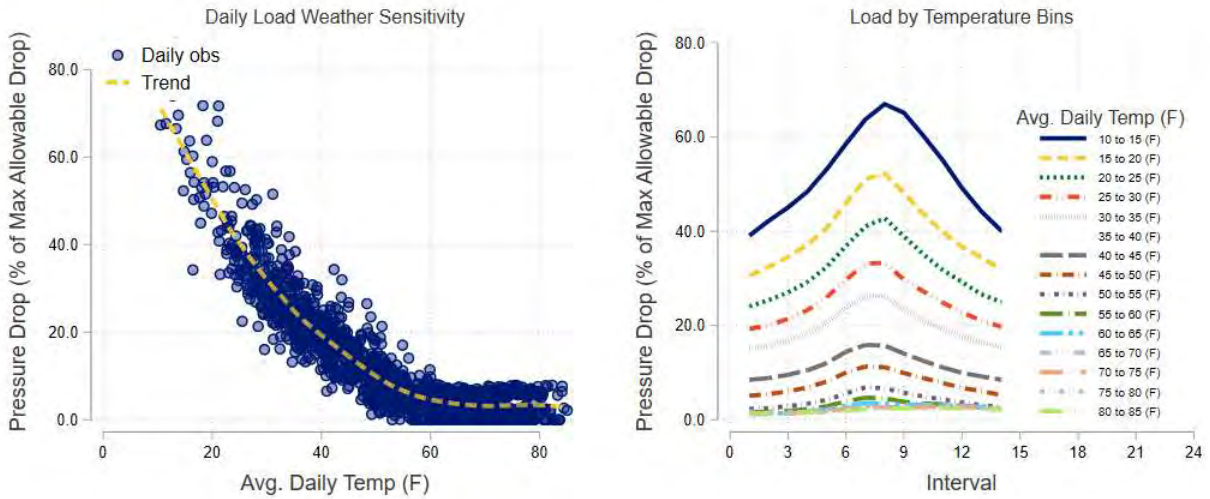 Daily Load Weather Sensitivity
Pressure Drop (% of Max Allowable Drop)
Daily obs
Trend
80.0
60.0
40.0
20.0
0.0
0
20
40
60
80
Avg. Daily Temp (F)
Load by Temperature Bins
Pressure Drop (% of Max Allowable Drop)
80.0
60.0
40.0
20.0
0.0
Avg. Daily Temp (F)
10 to 15 (F)
15 to 20 (F)
20 to 25 (F)
25 to 30 (F)
30 to 35 (F)
35 to 40 (F)
40 to 45 (F)
45 to 50 (F)
50 to 55 (F)
55 to 60 (F)
60 to 65 (F)
65 to 70 (F)
70 to 75 (F)
75 to 80 (F)
80 to 85 (F)
0
3
6
9
12
15
18
21
24
Interval